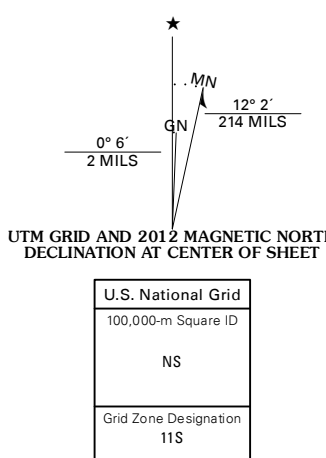 ★
MN
GN
12° 2´
214 MILS
0° 6´
2 MILS
UTM GRID AND 2012 MAGNETIC NORTH
DECLINATION AT CENTER OF SHEET
U.S. National Grid
100,000-m Square ID
NS
Grid Zone Designation
11S